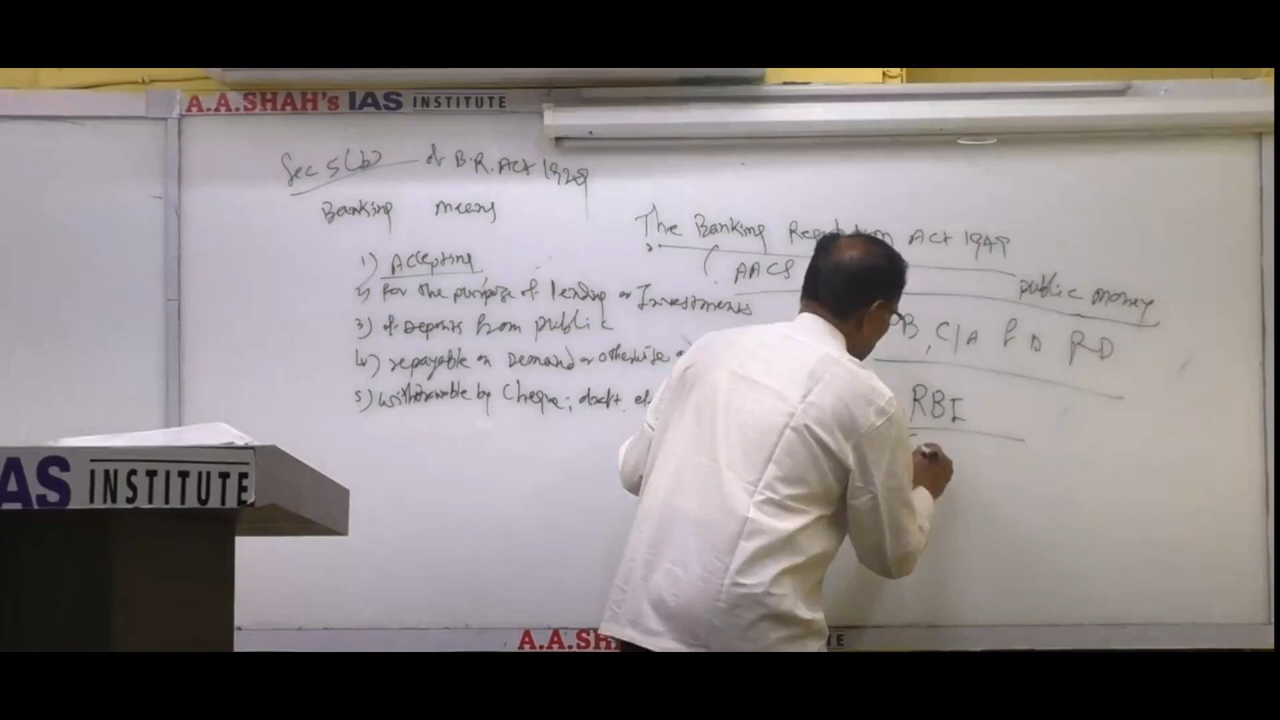 A.A.SHAH's IAS INSTITUTE
Sec 5(b) of B.R. ACT 1949
Banking means
1) Accepting
2) for the purpose of lending or Investments
3) of Deposits from public
4) repayable on Demand or otherwise
5) withdrawable by Cheque, draft,
The Banking ACT 1949
public money
B, C/A F D R D
RBI
AS INSTITUTE
A.A.SH
TE